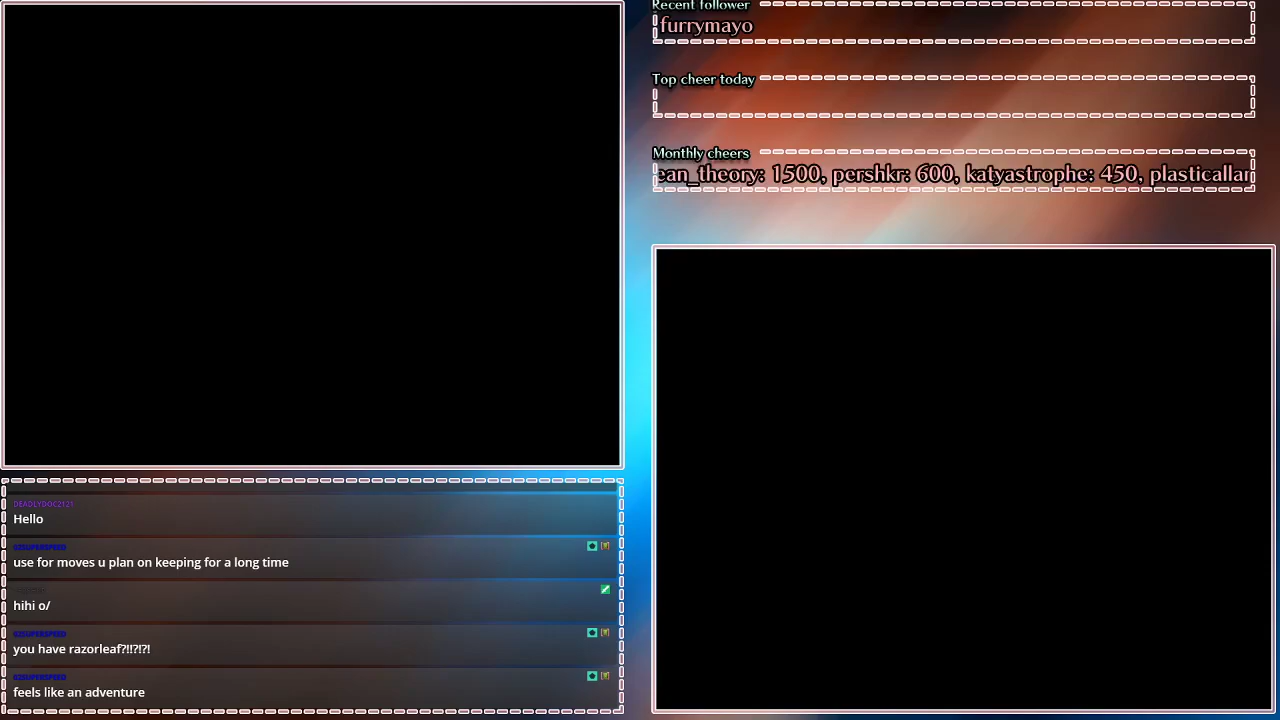 Recent follower
furrymayo
Top cheer today
Monthly cheers
ean_theory: 1500, pershkr: 600, katyastrophe: 450, plasticallar
DEADLYDOC2121
Hello
use for moves u plan on keeping for a long time
hihi o/
you have razorleaf?!!?!?!
feels like an adventure